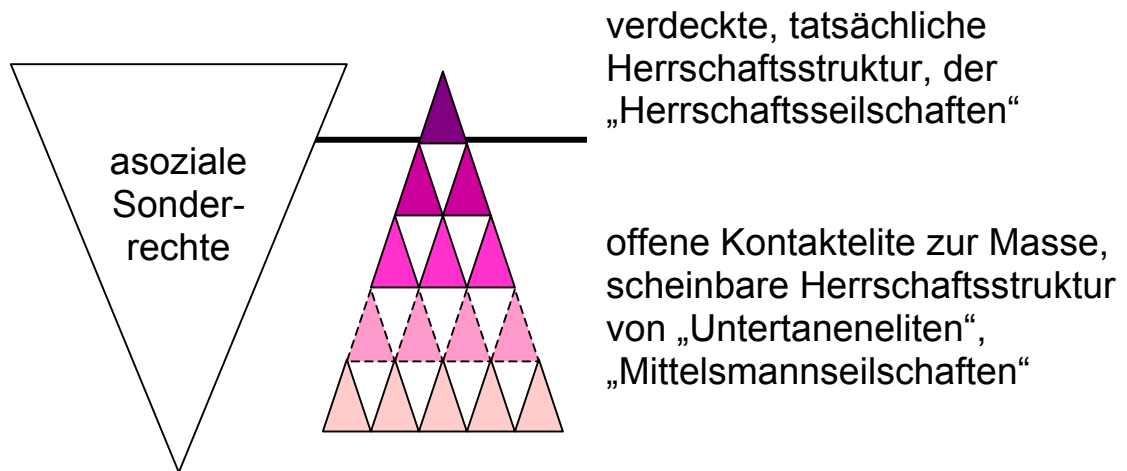 verdeckte, tatsächliche
Herrschaftsstruktur, der
„Herrschaftsseilschaften“
asoziale
Sonder-
rechte
offene Kontaktelite zur Masse,
scheinbare Herrschaftsstruktur
von „Untertaneneliten“,
„Mittelsmannseilschaften“